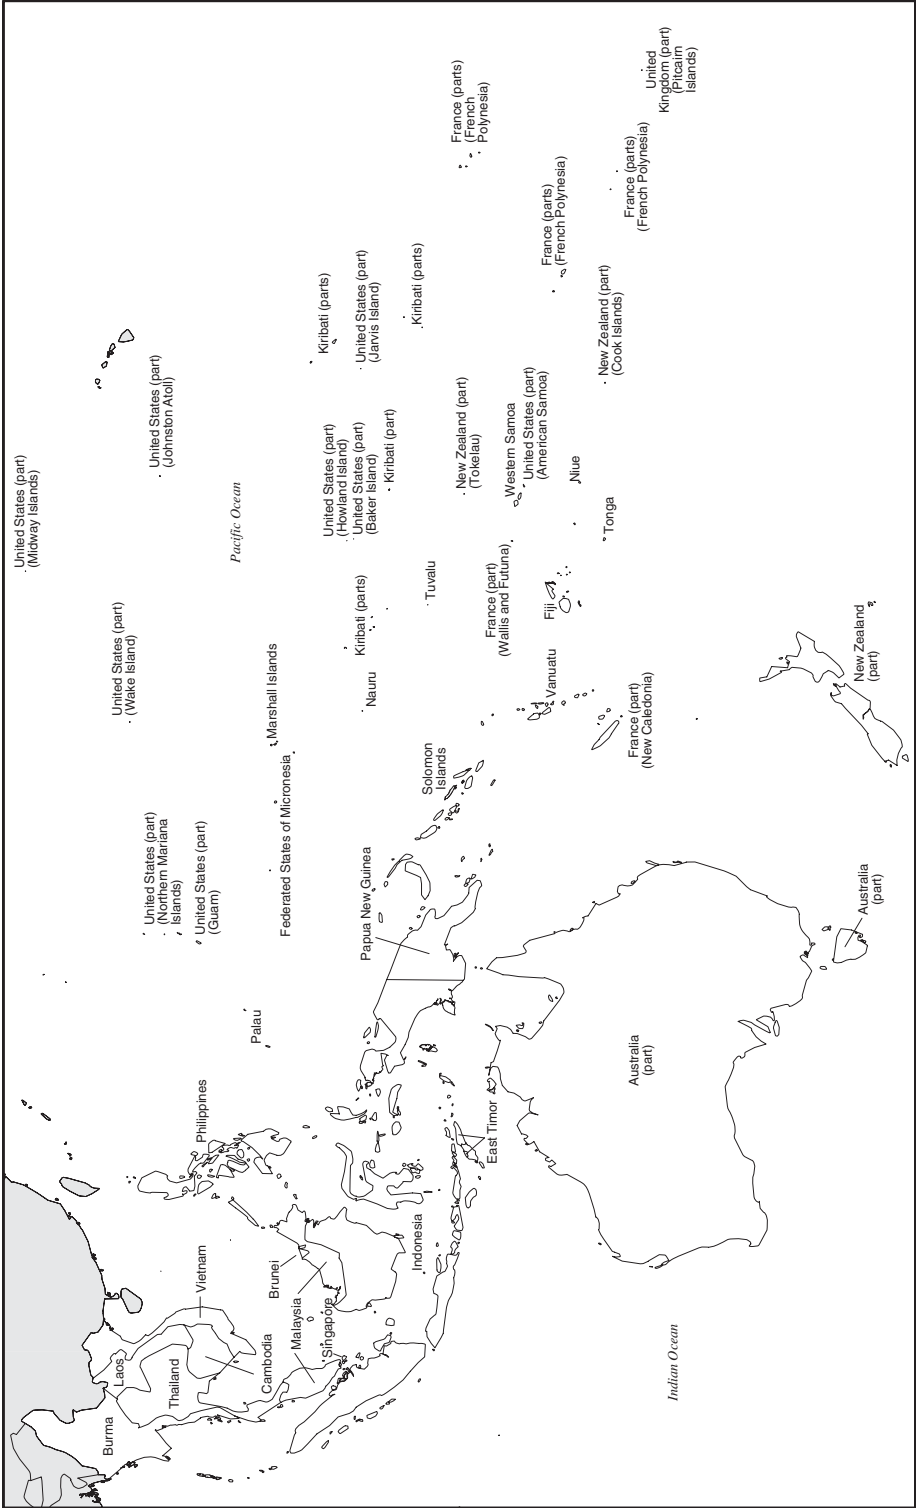 United States (part)
(Midway Islands)
United States (part)
(Wake Island)
United States (part)
(Johnston Atoll)
United States (part)
(Northern Mariana
Islands)
United States (part)
(Guam)
Pacific Ocean
Marshall Islands
Federated States of Micronesia
Palau
Philippines
Vietnam
Laos
Burma
Thailand
Cambodia
Brunei
Malaysia
Singapore
Indonesia
East Timor
Papua New Guinea
Solomon
Islands
Nauru
Kiribati (parts)
Tuvalu
United States (part)
(Howland Island)
United States (part)
(Baker Island)
Kiribati (part)
Kiribati (parts)
United States (part)
(Jarvis Island)
Kiribati (parts)
New Zealand (part)
(Tokelau)
Western Samoa
United States (part)
(American Samoa)
France (part)
(Wallis and Futuna)
Fiji
Vanuatu
France (part)
(New Caledonia)
Niue
Tonga
New Zealand (part)
(Cook Islands)
France (parts)
(French
Polynesia)
France (parts)
(French Polynesia)
France (parts)
(French Polynesia)
United
Kingdom (part)
(Pitcairn
Islands)
Australia
(part)
Australia
(part)
New Zealand
(part)
Indian Ocean